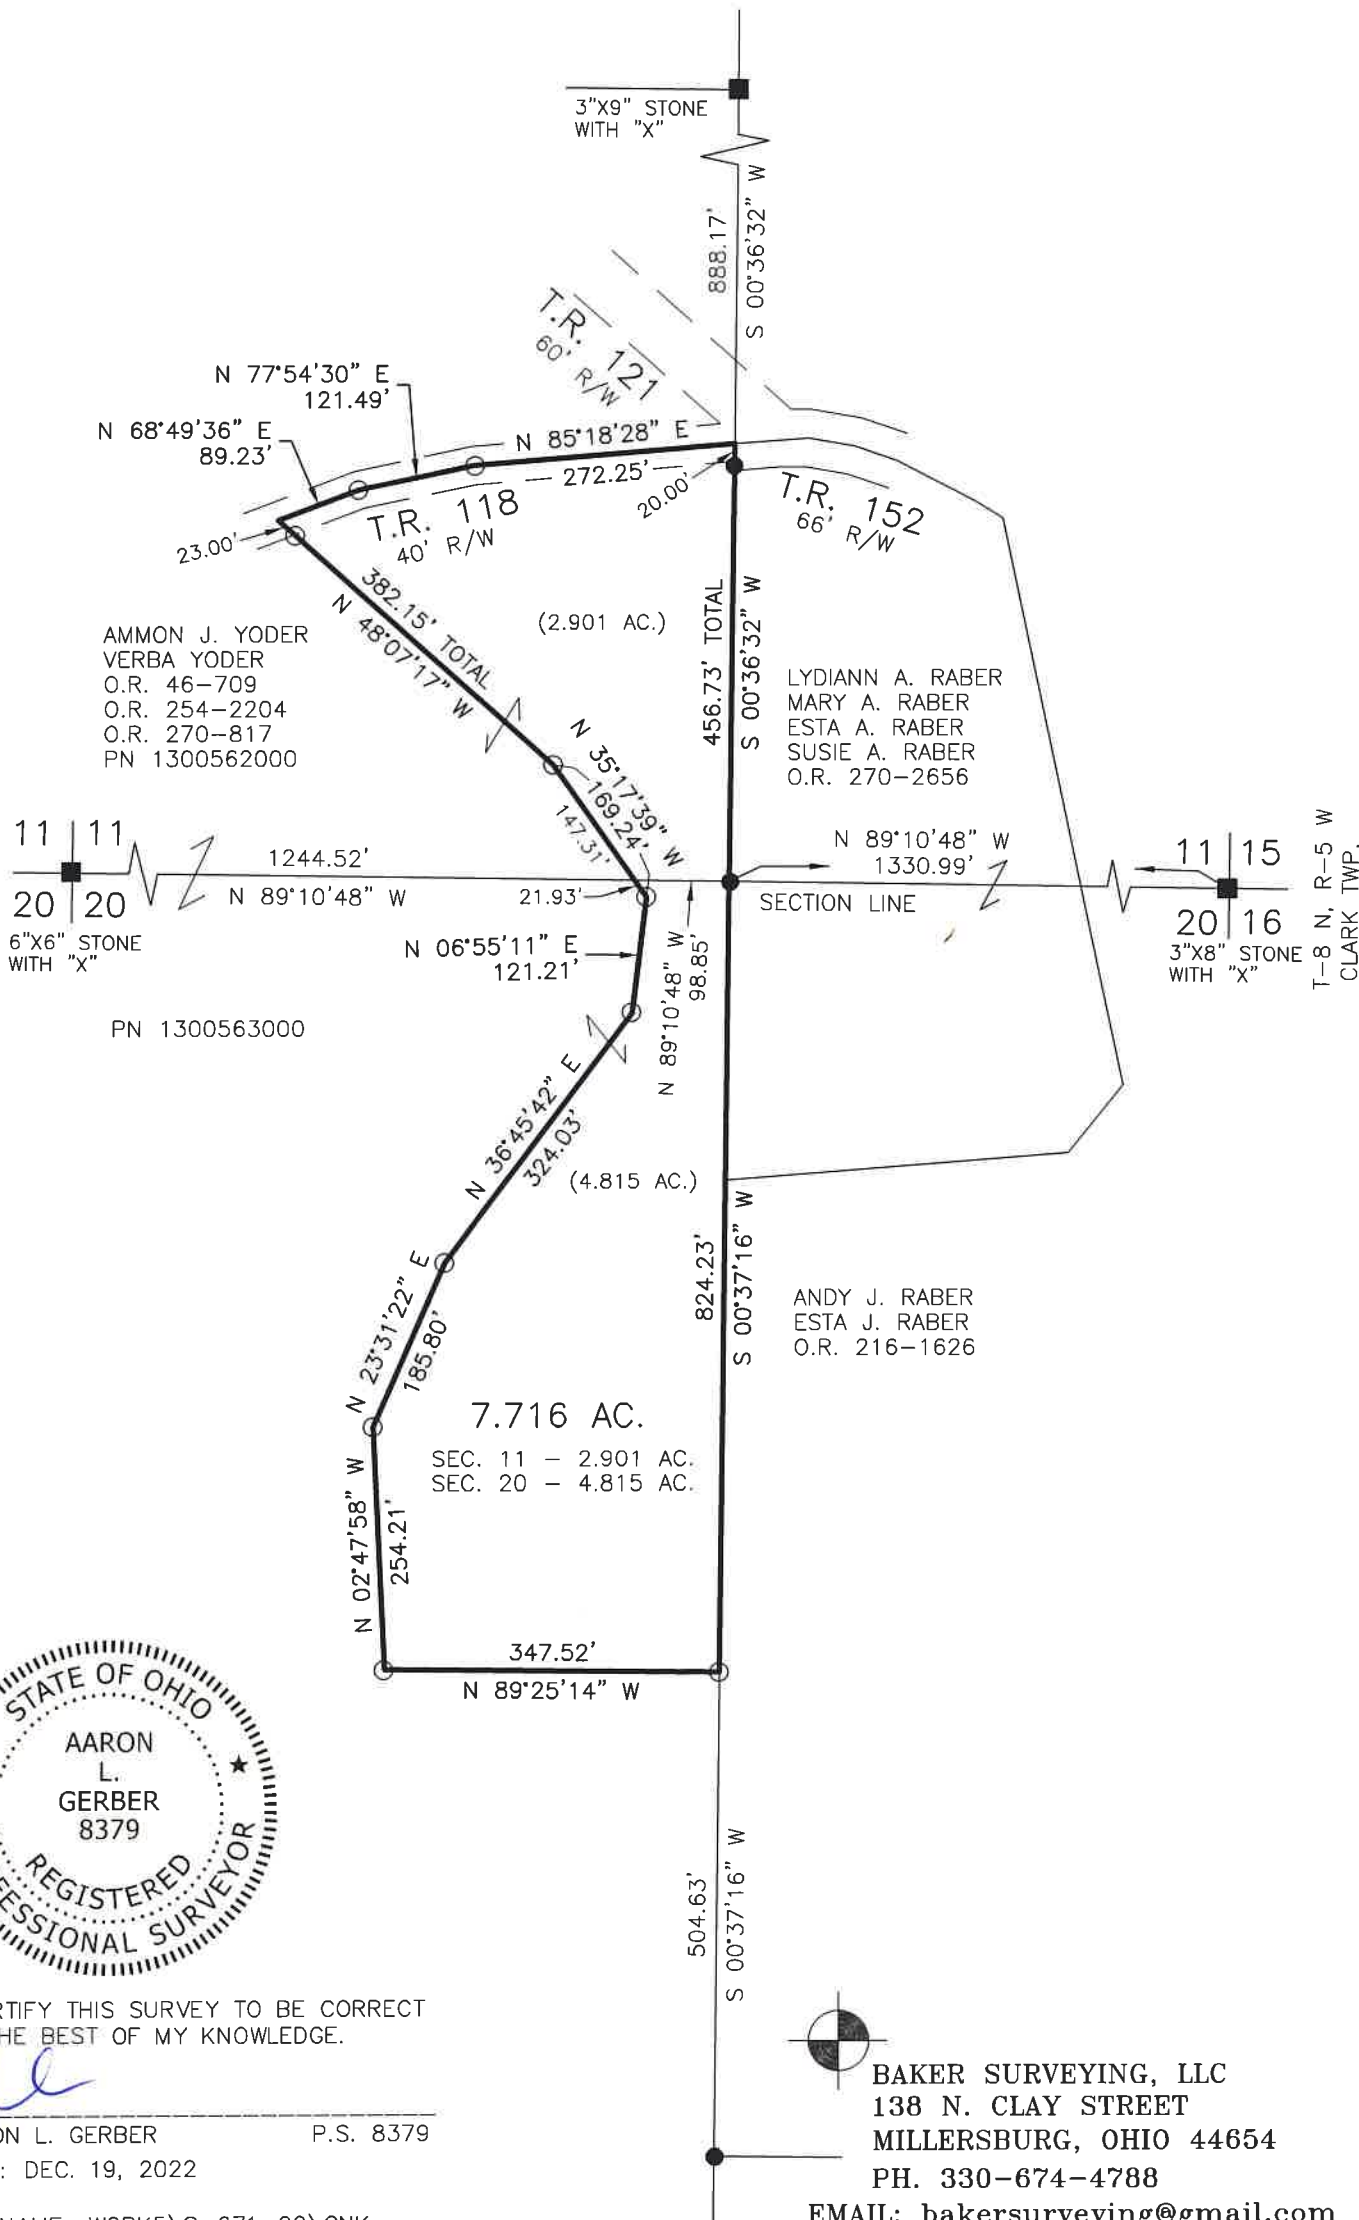 3"X9" STONE
WITH "X"
888.17'
S 00°36'32" W
T.R. 121
60' R/W
N 77°54'30" E
121.49'
N 68°49'36" E
89.23'
N 85°18'28" E
272.25'
20.00'
T.R. 118
40' R/W
T.R. 152
66' R/W
23.00'
382.15' TOTAL
N 48°07'17" W
(2.901 AC.)
456.73' TOTAL
S 00°36'32" W
AMMON J. YODER
VERBA YODER
O.R. 46-709
O.R. 254-2204
O.R. 270-817
PN 1300562000
LYDIANN A. RABER
MARY A. RABER
ESTA A. RABER
SUSIE A. RABER
O.R. 270-2656
N 35°17'39" W
169.24'
147.31'
11 11
20 20
6"X6" STONE
WITH "X"
1244.52'
N 89°10'48" W
21.93'
N 89°10'48" W
1330.99'
SECTION LINE
11 15
20 16
3"X8" STONE
WITH "X"
T-8 N, R-5 W
CLARK TWP.
N 06°55'11" E
121.21'
N 89°10'48" W
98.85'
PN 1300563000
N 36°45'42" E
324.03'
(4.815 AC.)
824.23'
S 00°37'16" W
ANDY J. RABER
ESTA J. RABER
O.R. 216-1626
N 23°31'22" E
185.80'
7.716 AC.
SEC. 11 - 2.901 AC.
SEC. 20 - 4.815 AC.
N 02°47'58" W
254.21'
347.52'
N 89°25'14" W
STATE OF OHIO
AARON
L.
GERBER
8379
REGISTERED
ESSIONAL SURVEYOR
504.63'
S 00°37'16" W
RTIFY THIS SURVEY TO BE CORRECT
HE BEST OF MY KNOWLEDGE.
ON L. GERBER P.S. 8379
: DEC. 19, 2022
BAKER SURVEYING, LLC
138 N. CLAY STREET
MILLERSBURG, OHIO 44654
PH. 330-674-4788
EMAIL: bakersurveying@gmail.com